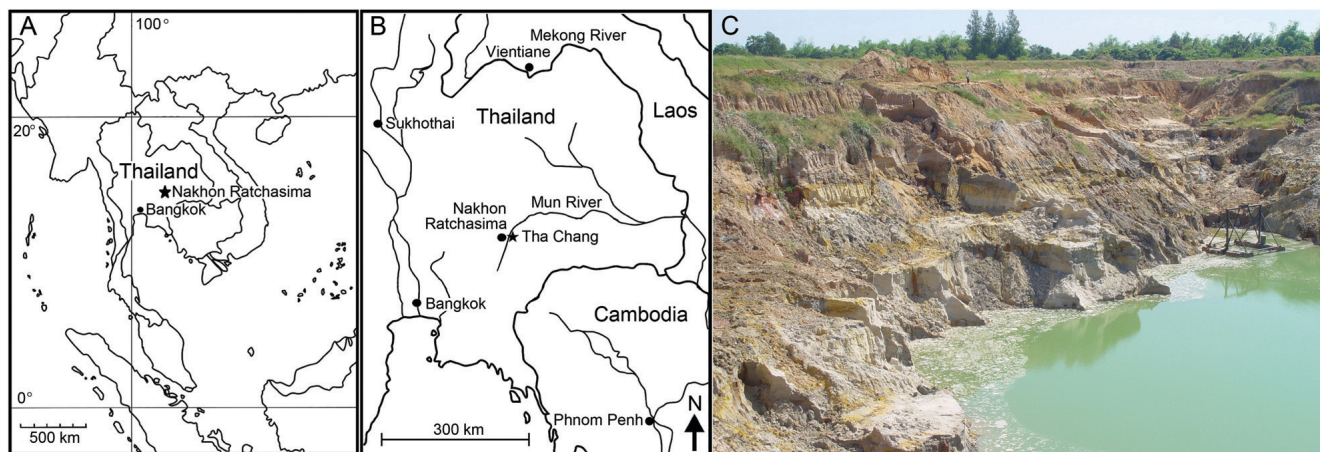 A
100°
20°
Thailand
Nakhon Ratchasima
Bangkok
0°
500 km
B
Mekong River
Vientiane
Laos
Sukhothai
Thailand
Mun River
Nakhon
Ratchasima
Tha Chang
Bangkok
Cambodia
Phnom Penh
N
300 km
C